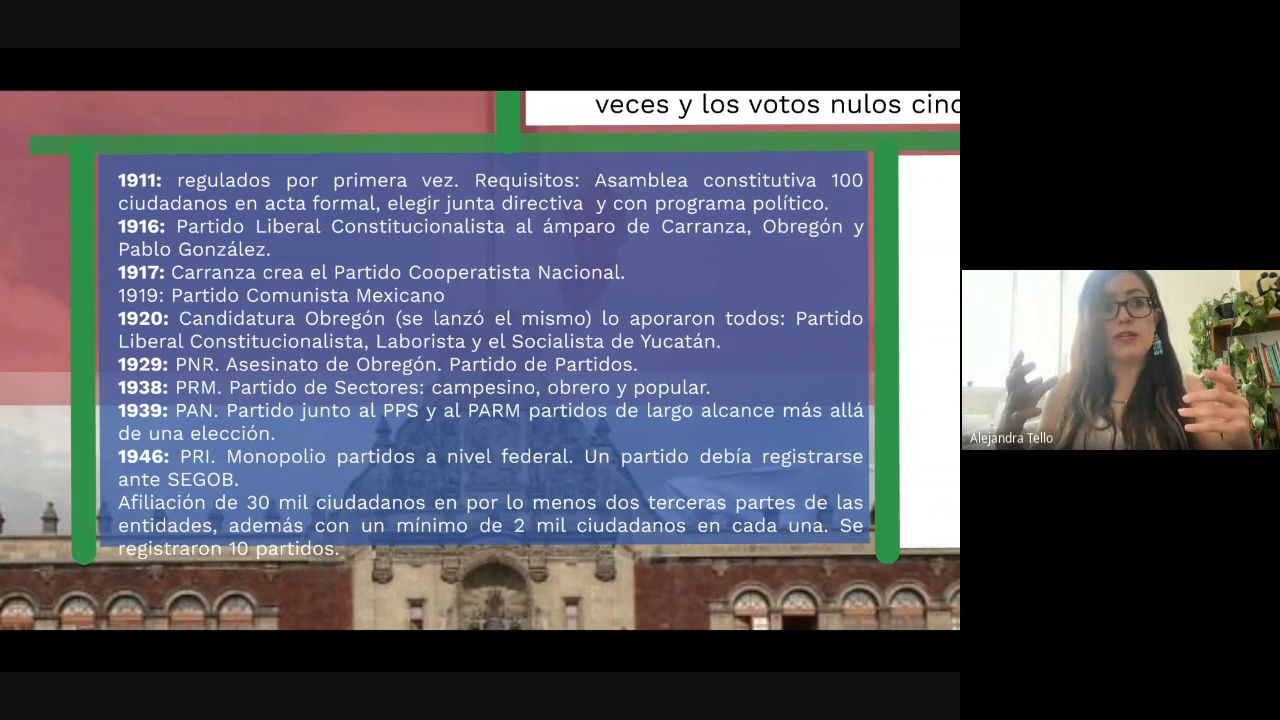 veces y los votos nulos cinc
1911: regulados por primera vez. Requisitos: Asamblea constitutiva 100
ciudadanos en acta formal, elegir junta directiva y con programa político.
1916: Partido Liberal Constitucionalista al ámparo de Carranza, Obregón y
Pablo González.
1917: Carranza crea el Partido Cooperatista Nacional.
1919: Partido Comunista Mexicano
1920: Candidatura Obregón (se lanzó el mismo) lo aporaron todos: Partido
Liberal Constitucionalista, Laborista y el Socialista de Yucatán.
1929: PNR. Asesinato de Obregón. Partido de Partidos.
1938: PRM. Partido de Sectores: campesino, obrero y popular.
1939: PAN. Partido junto al PPS y al PARM partidos de largo alcance más allá
de una elección.
1946: PRI. Monopolio partidos a nivel federal. Un partido debía registrarse
ante SEGOB.
Afiliación de 30 mil ciudadanos en por lo menos dos terceras partes de las
entidades, además con un mínimo de 2 mil ciudadanos en cada una. Se
registraron 10 partidos.
Alejandra Tello